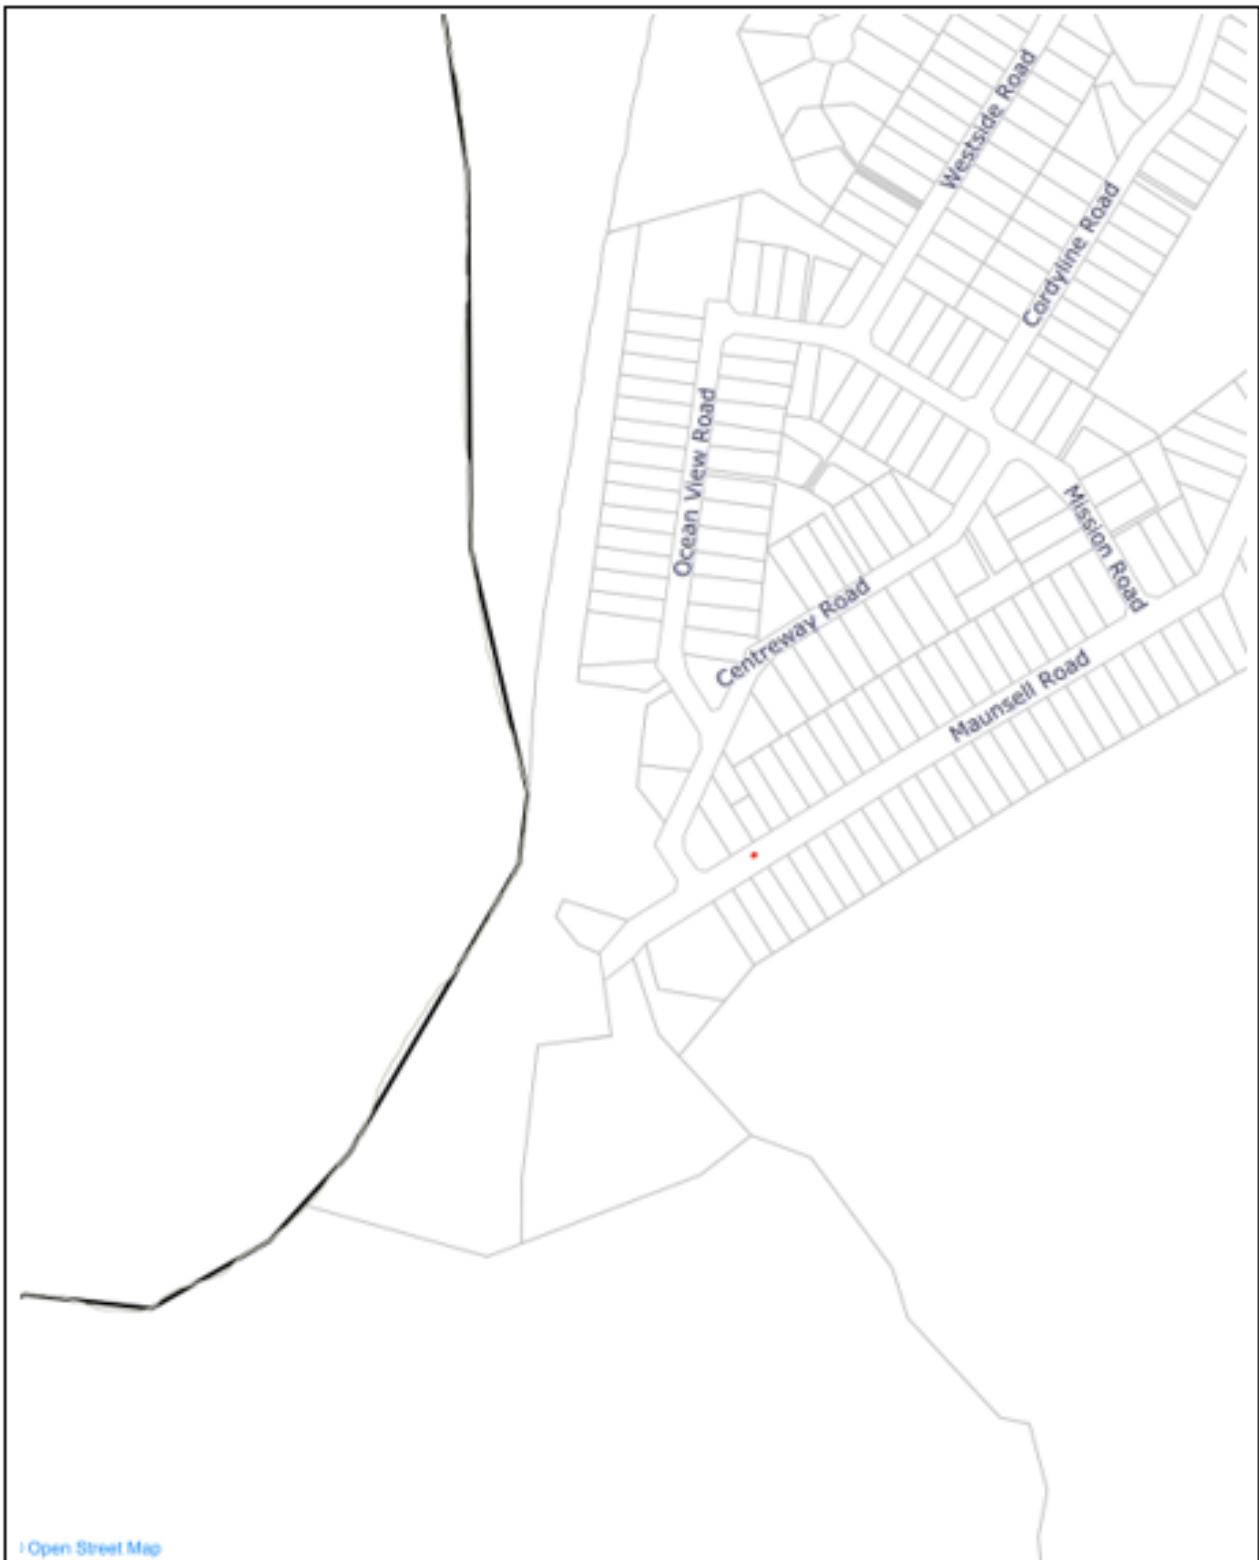 Westside Road
Cordyline Road
Ocean View Road
Mission Road
Centreway Road
Maunsell Road
Open Street Map